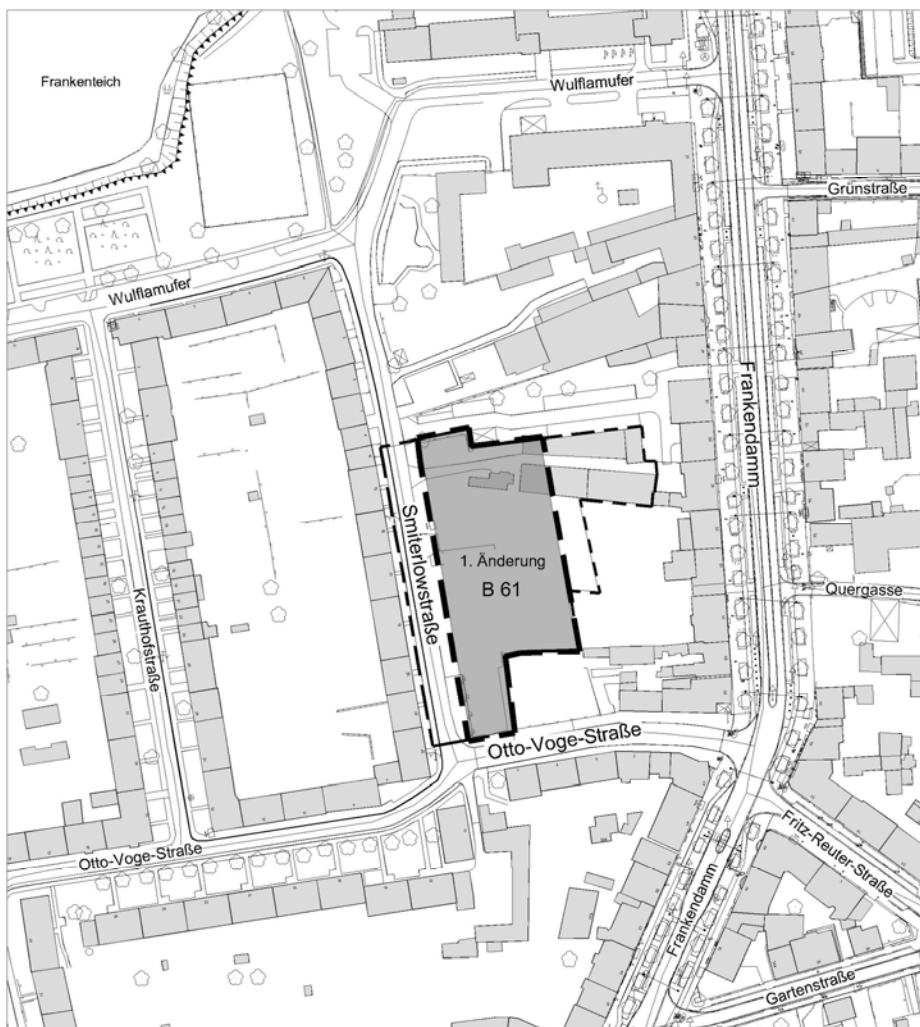 Frankenteich
Wulflamufer
Grünstraße
Wulflamufer
Frankendamm
Smiterlowstraße
1. Änderung
B 61
Krauthofstraße
Quergasse
Otto-Voge-Straße
Otto-Voge-Straße
Fritz-Reuter-Straße
Frankendamm
Gartenstraße